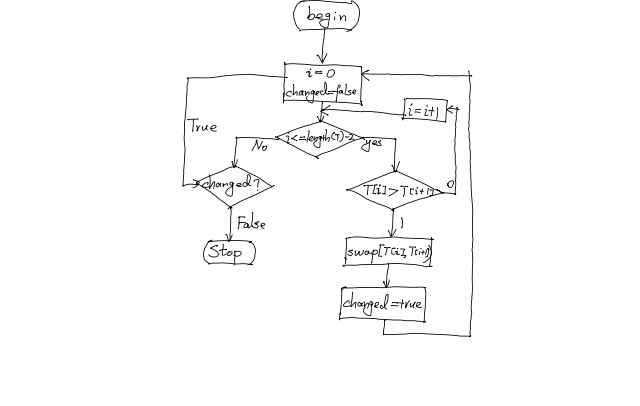 begin
i = 0
changed=false
i=i+1
i<=length(T)-2
No
yes
True
changed?
T[i]>T[i+1]
0
False
1
Stop
swap[T[i],T[i+1]
changed=true